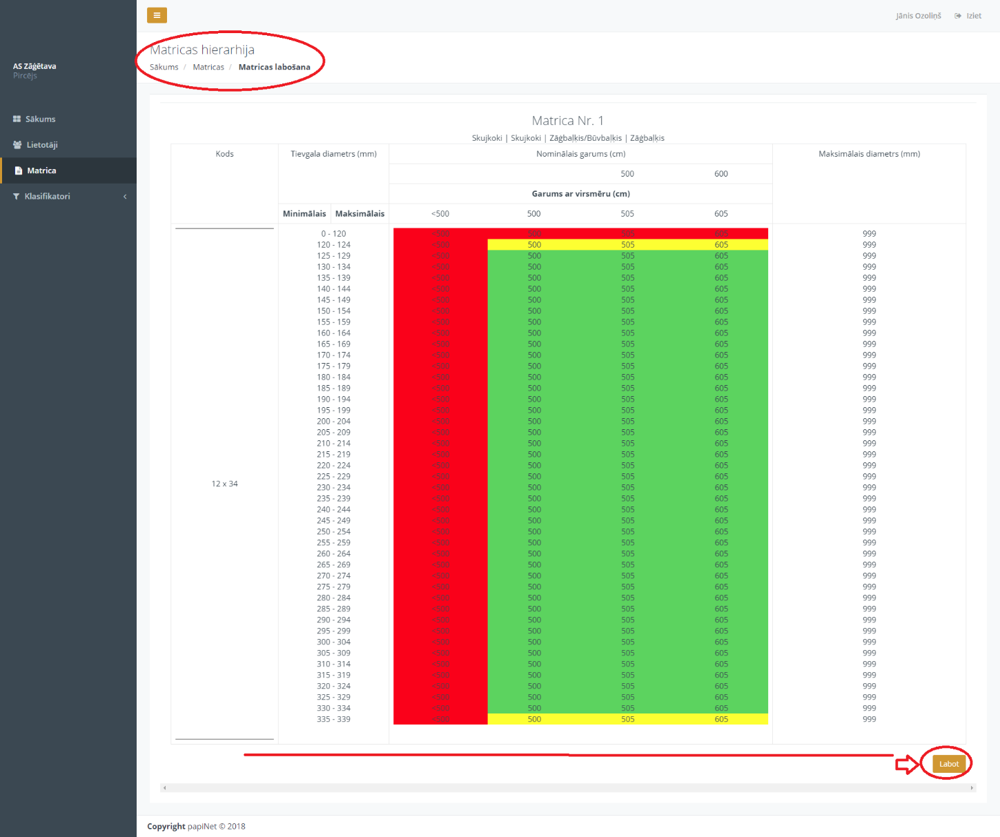 Jānis Ozoliņš Iziet
AS Zāģētava
Pircējs
Sākums
Lietotāji
Matrica
Klasifikatori
Matricas hierarhija
Sākums / Matricas / Matricas labošana
Matrica Nr. 1
Skujkoki | Skujkoki | Zāģbaļķis/Būvbaļķis | Zāģbaļķis
Kods Tievgala diametrs (mm) Nominālais garums (cm) Maksimālais diametrs (mm)
500 600
Garums ar virsmēru (cm)
Minimālais Maksimālais <500 500 505 605
0 - 120 <500 500 505 605 999
120 - 124 <500 500 505 605 999
125 - 129 <500 500 505 605 999
130 - 134 <500 500 505 605 999
135 - 139 <500 500 505 605 999
140 - 144 <500 500 505 605 999
145 - 149 <500 500 505 605 999
150 - 154 <500 500 505 605 999
155 - 159 <500 500 505 605 999
160 - 164 <500 500 505 605 999
165 - 169 <500 500 505 605 999
170 - 174 <500 500 505 605 999
175 - 179 <500 500 505 605 999
180 - 184 <500 500 505 605 999
185 - 189 <500 500 505 605 999
190 - 194 <500 500 505 605 999
195 - 199 <500 500 505 605 999
200 - 204 <500 500 505 605 999
205 - 209 <500 500 505 605 999
210 - 214 <500 500 505 605 999
215 - 219 <500 500 505 605 999
220 - 224 <500 500 505 605 999
225 - 229 <500 500 505 605 999
12 x 34
230 - 234 <500 500 505 605 999
235 - 239 <500 500 505 605 999
240 - 244 <500 500 505 605 999
245 - 249 <500 500 505 605 999
250 - 254 <500 500 505 605 999
255 - 259 <500 500 505 605 999
260 - 264 <500 500 505 605 999
265 - 269 <500 500 505 605 999
270 - 274 <500 500 505 605 999
275 - 279 <500 500 505 605 999
280 - 284 <500 500 505 605 999
285 - 289 <500 500 505 605 999
290 - 294 <500 500 505 605 999
295 - 299 <500 500 505 605 999
300 - 304 <500 500 505 605 999
305 - 309 <500 500 505 605 999
310 - 314 <500 500 505 605 999
315 - 319 <500 500 505 605 999
320 - 324 <500 500 505 605 999
325 - 329 <500 500 505 605 999
330 - 334 <500 500 505 605 999
335 - 339 <500 500 505 605 999
Labot
Copyright papiNet © 2018